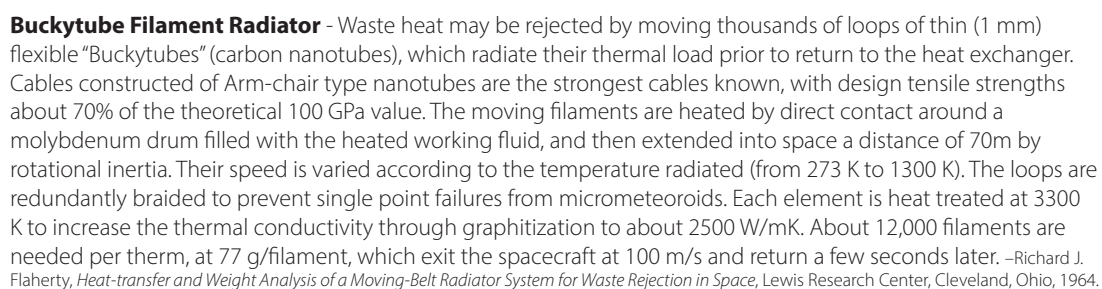 Buckytube Filament Radiator - Waste heat may be rejected by moving thousands of loops of thin (1 mm)
flexible “Buckytubes” (carbon nanotubes), which radiate their thermal load prior to return to the heat exchanger.
Cables constructed of Arm-chair type nanotubes are the strongest cables known, with design tensile strengths
about 70% of the theoretical 100 GPa value. The moving filaments are heated by direct contact around a
molybdenum drum filled with the heated working fluid, and then extended into space a distance of 70m by
rotational inertia. Their speed is varied according to the temperature radiated (from 273 K to 1300 K). The loops are
redundantly braided to prevent single point failures from micrometeoroids. Each element is heat treated at 3300
K to increase the thermal conductivity through graphitization to about 2500 W/mK. About 12,000 filaments are
needed per therm, at 77 g/filament, which exit the spacecraft at 100 m/s and return a few seconds later. –Richard J.
Flaherty, Heat-transfer and Weight Analysis of a Moving-Belt Radiator System for Waste Rejection in Space, Lewis Research Center, Cleveland, Ohio, 1964.